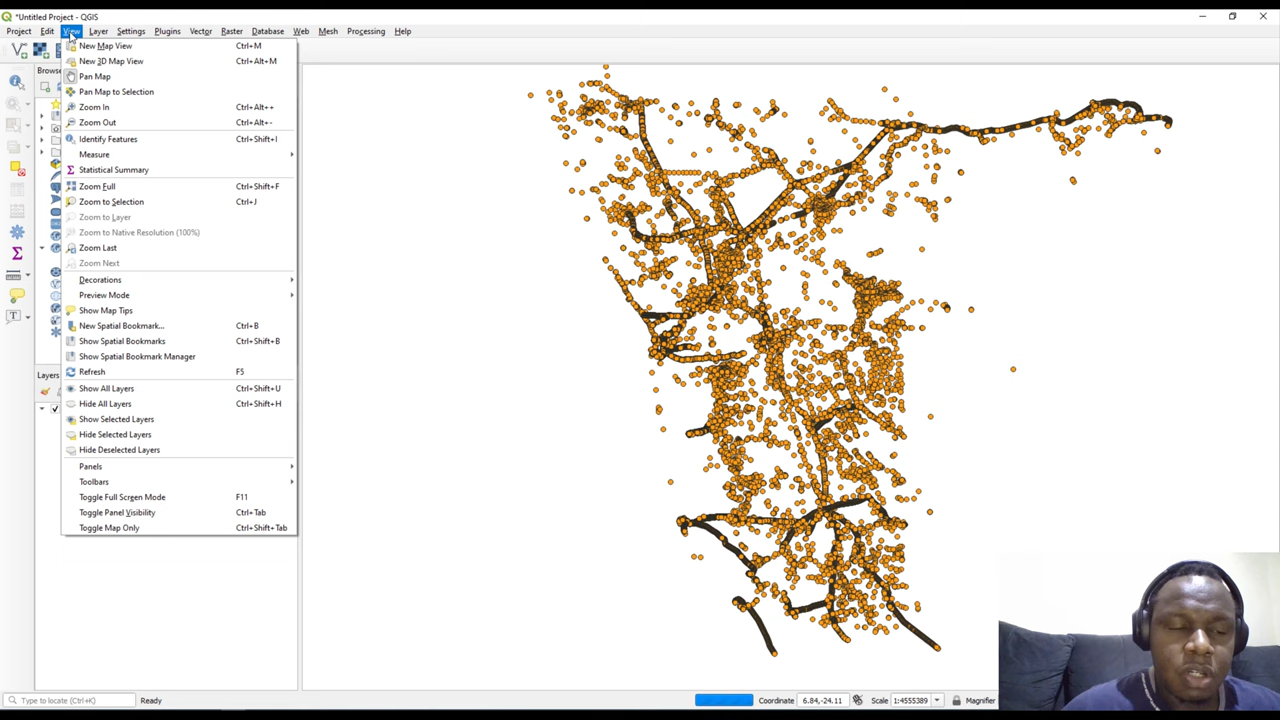 *Untitled Project - QGIS
Project Edit View Layer Settings Plugins Vector Raster Database Web Mesh Processing Help
New Map View Ctrl+M
New 3D Map View Ctrl+Alt+M
Pan Map
Pan Map to Selection
Zoom In Ctrl+Alt++
Zoom Out Ctrl+Alt+-
Identify Features Ctrl+Shift+I
Measure
Statistical Summary
Zoom Full Ctrl+Shift+F
Zoom to Selection Ctrl+J
Zoom to Layer
Zoom to Native Resolution (100%)
Zoom Last
Zoom Next
Decorations
Preview Mode
Show Map Tips
New Spatial Bookmark... Ctrl+B
Show Spatial Bookmarks Ctrl+Shift+B
Show Spatial Bookmark Manager
Refresh F5
Show All Layers Ctrl+Shift+U
Hide All Layers Ctrl+Shift+H
Show Selected Layers
Hide Selected Layers
Hide Deselected Layers
Panels
Toolbars
Toggle Full Screen Mode F11
Toggle Panel Visibility Ctrl+Tab
Toggle Map Only Ctrl+Shift+Tab
Brows
Layers
Type to locate (Ctrl+K) Ready Coordinate 6.84,-24.11 Scale 1:4555389 Magnifier